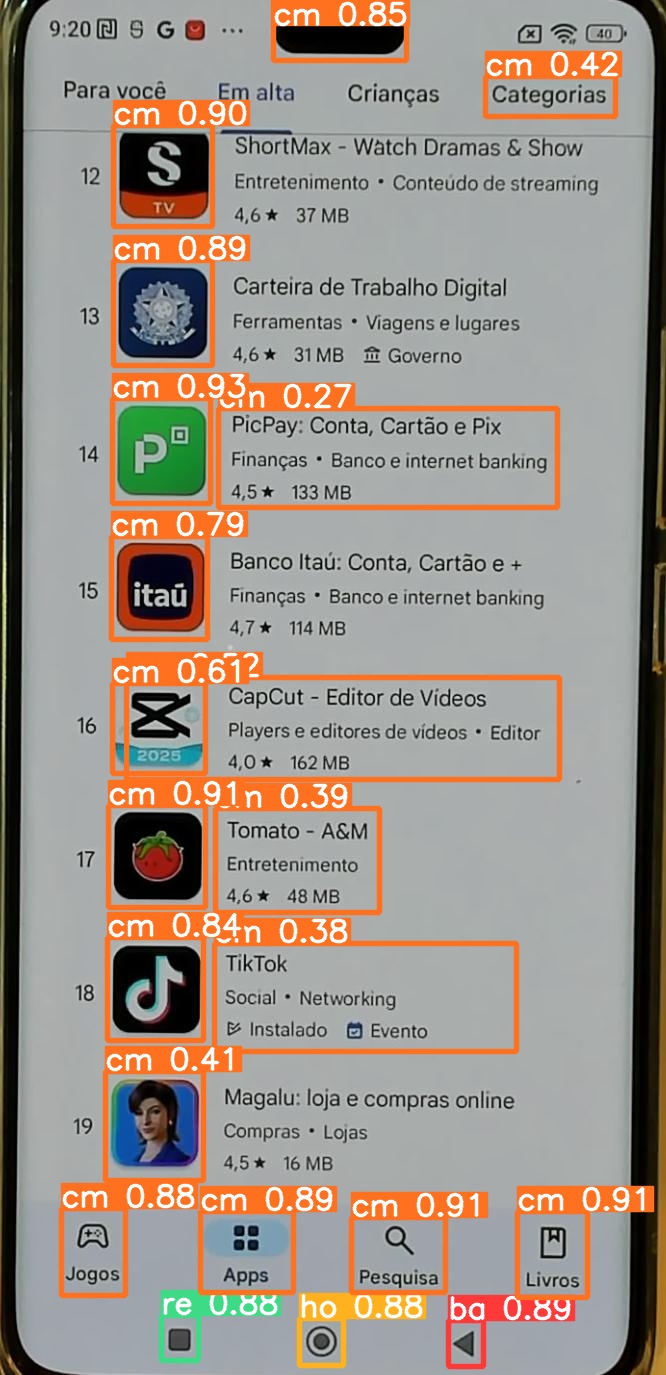 cm 0.85
9:20 G ... 40
cm 0.42
Para você Em alta Crianças Categorias
cm 0.90
12 S TV ShortMax - Watch Dramas & Show
Entretenimento • Conteúdo de streaming
4,6 ★ 37 MB
cm 0.89
13 Carteira de Trabalho Digital
Ferramentas • Viagens e lugares
4,6 ★ 31 MB Governo
cm 0.93 0.27
14 P PicPay: Conta, Cartão e Pix
Finanças • Banco e internet banking
4,5 ★ 133 MB
cm 0.79
15 itaú Banco Itaú: Conta, Cartão e +
Finanças • Banco e internet banking
4,7 ★ 114 MB
cm 0.61
16 2025 CapCut - Editor de Vídeos
Players e editores de vídeos • Editor
4,0 ★ 162 MB
cm 0.91 0.39
17 Tomato - A&M
Entretenimento
4,6 ★ 48 MB
cm 0.84 0.38
18 TikTok
Social • Networking
Instalado Evento
cm 0.41
19 Magalu: loja e compras online
Compras • Lojas
4,5 ★ 16 MB
cm 0.88 cm 0.89 cm 0.91 cm 0.91
Jogos Apps Pesquisa Livros
re 0.88 ho 0.88 ba 0.89